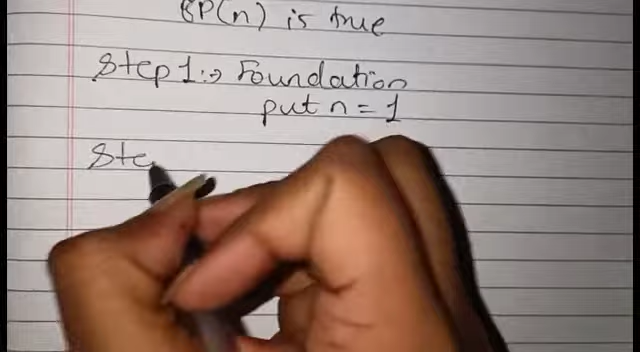 P(n) is true
Step 1:→ Foundation
put n = 1
Ste